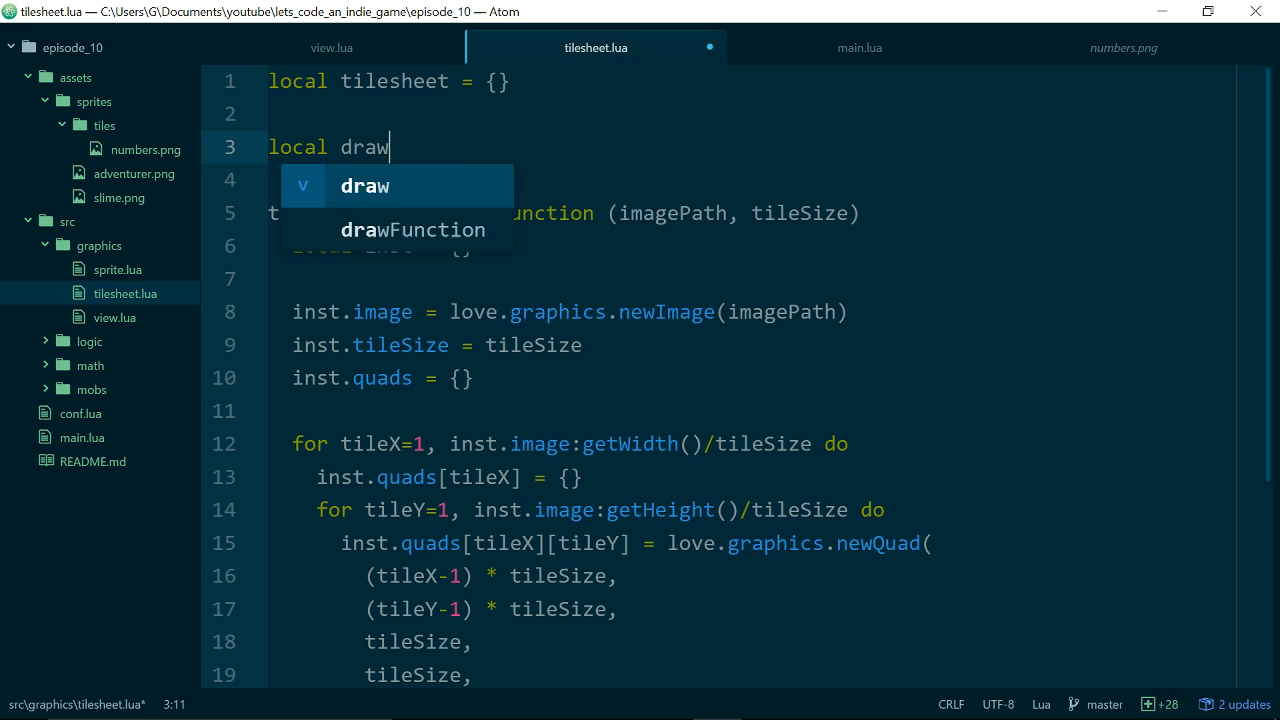 tilesheet.lua — C:\Users\G\Documents\youtube\lets_code_an_indie_game\episode_10 — Atom
episode_10
view.lua
tilesheet.lua
main.lua
numbers.png
assets
sprites
tiles
numbers.png
adventurer.png
slime.png
src
graphics
sprite.lua
tilesheet.lua
view.lua
logic
math
mobs
conf.lua
main.lua
README.md
1 local tilesheet = {}
2
3 local draw
v draw
drawFunction
4
5 t unction (imagePath, tileSize)
6
7
8 inst.image = love.graphics.newImage(imagePath)
9 inst.tileSize = tileSize
10 inst.quads = {}
11
12 for tileX=1, inst.image:getWidth()/tileSize do
13 inst.quads[tileX] = {}
14 for tileY=1, inst.image:getHeight()/tileSize do
15 inst.quads[tileX][tileY] = love.graphics.newQuad(
16 (tileX-1) * tileSize,
17 (tileY-1) * tileSize,
18 tileSize,
19 tileSize,
src\graphics\tilesheet.lua* 3:11
CRLF UTF-8 Lua master +28 2 updates